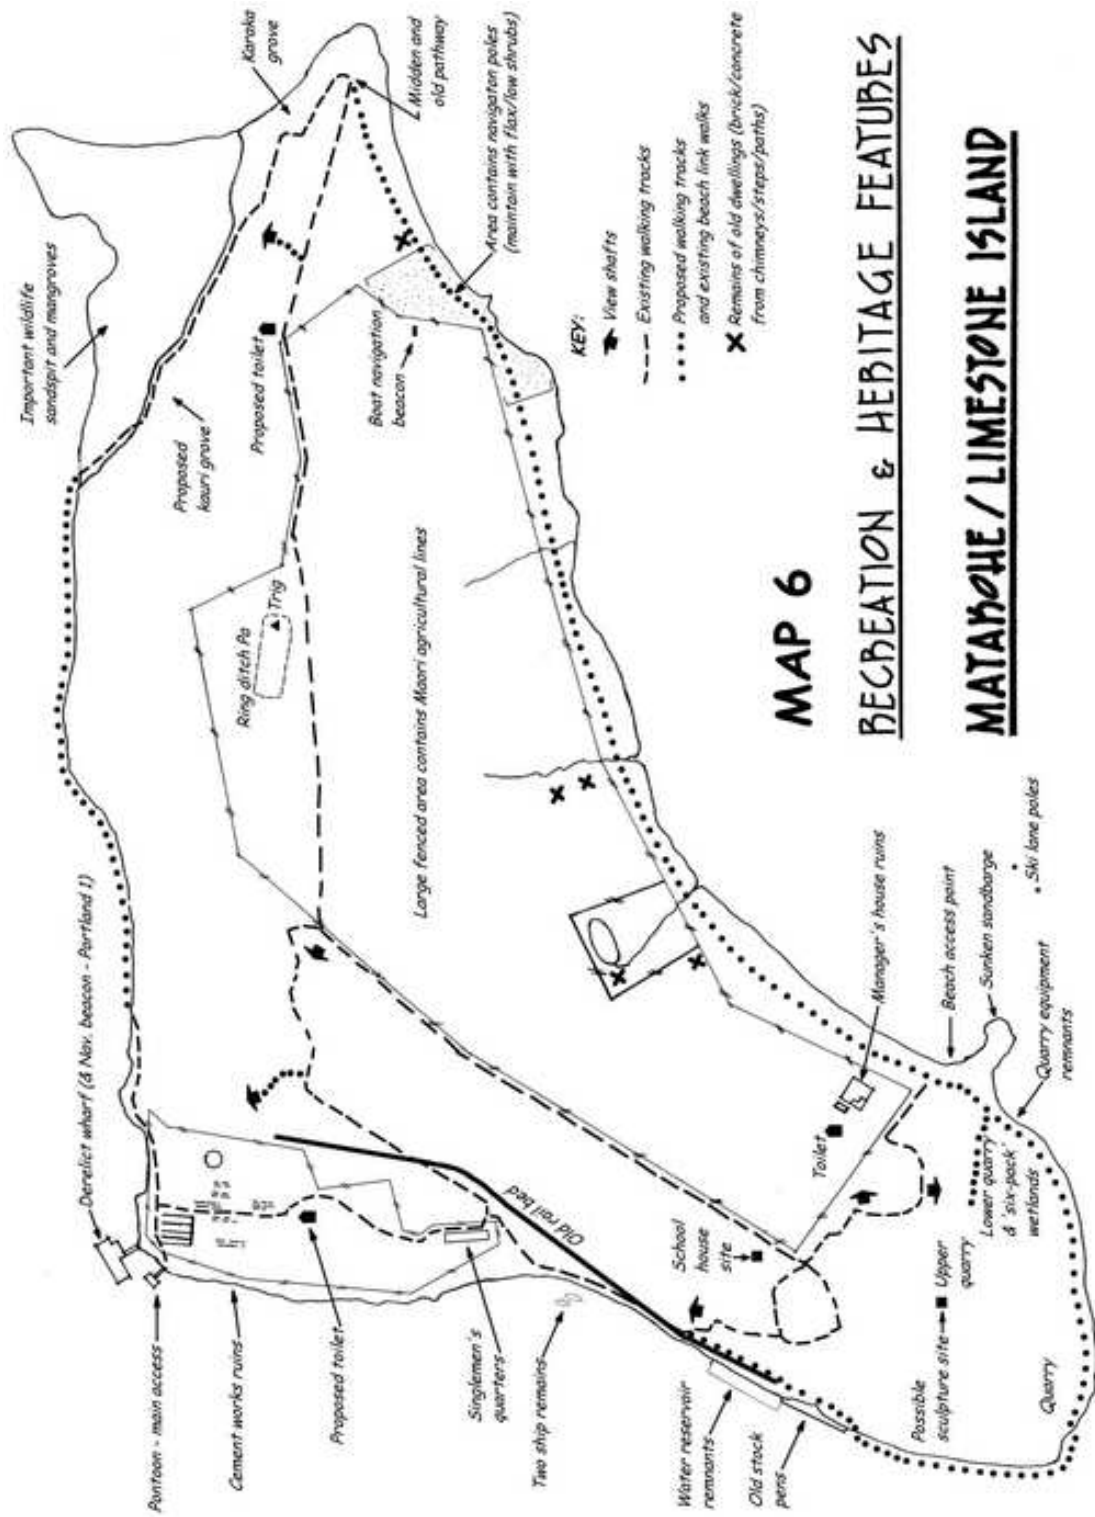 Important wildlife
sandspit and mangroves
Karaka
grove
Midden and
old pathway
Proposed
kauri grove
Proposed toilet
Boat navigation
beacon
Area contains navigaton poles
(maintain with flax/low shrubs)
Derelict wharf (& Nav. beacon - Portland 1)
Ring ditch Pa
Trig
Large fenced area contains Maori agricultural lines
Pontoon - main access
Cement works ruins
Proposed toilet
Singlemen's
quarters
Two ship remains
Old rail bed
School
house
site
Water reservoir
remnants
Old stock
pens
Toilet
Manager's house ruins
Beach access point
Sunken sandbarge
Ski lane poles
Quarry equipment
remnants
Lower quarry
& 'six-pack'
wetlands
Upper
quarry
Possible
sculpture site
Quarry
KEY:
View shafts
Existing walking tracks
Proposed walking tracks
and existing beach link walks
Remains of old dwellings (brick/concrete
from chimneys/steps/paths)
MAP 6
RECREATION & HERITAGE FEATURES
MATAKOHE/LIMESTONE ISLAND